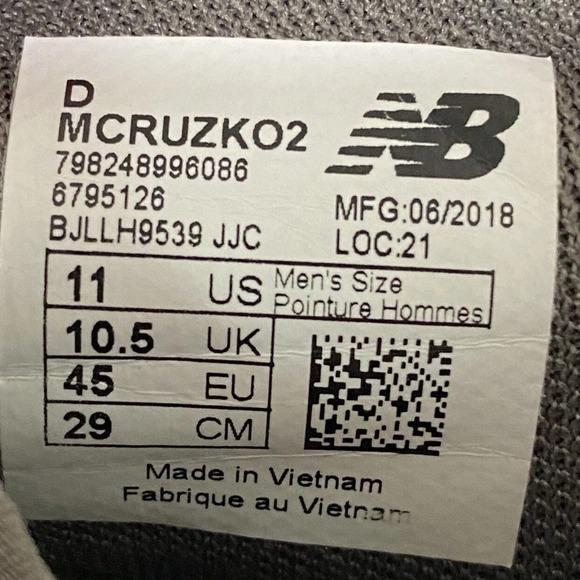 D
MCRUZKO2
NB
798248996086
6795126
MFG:06/2018
BJLLH9539 JJC
LOC:21
11 US Men's Size
Pointure Hommes
10.5 UK
45 EU
29 CM
Made in Vietnam
Fabrique au Vietnam